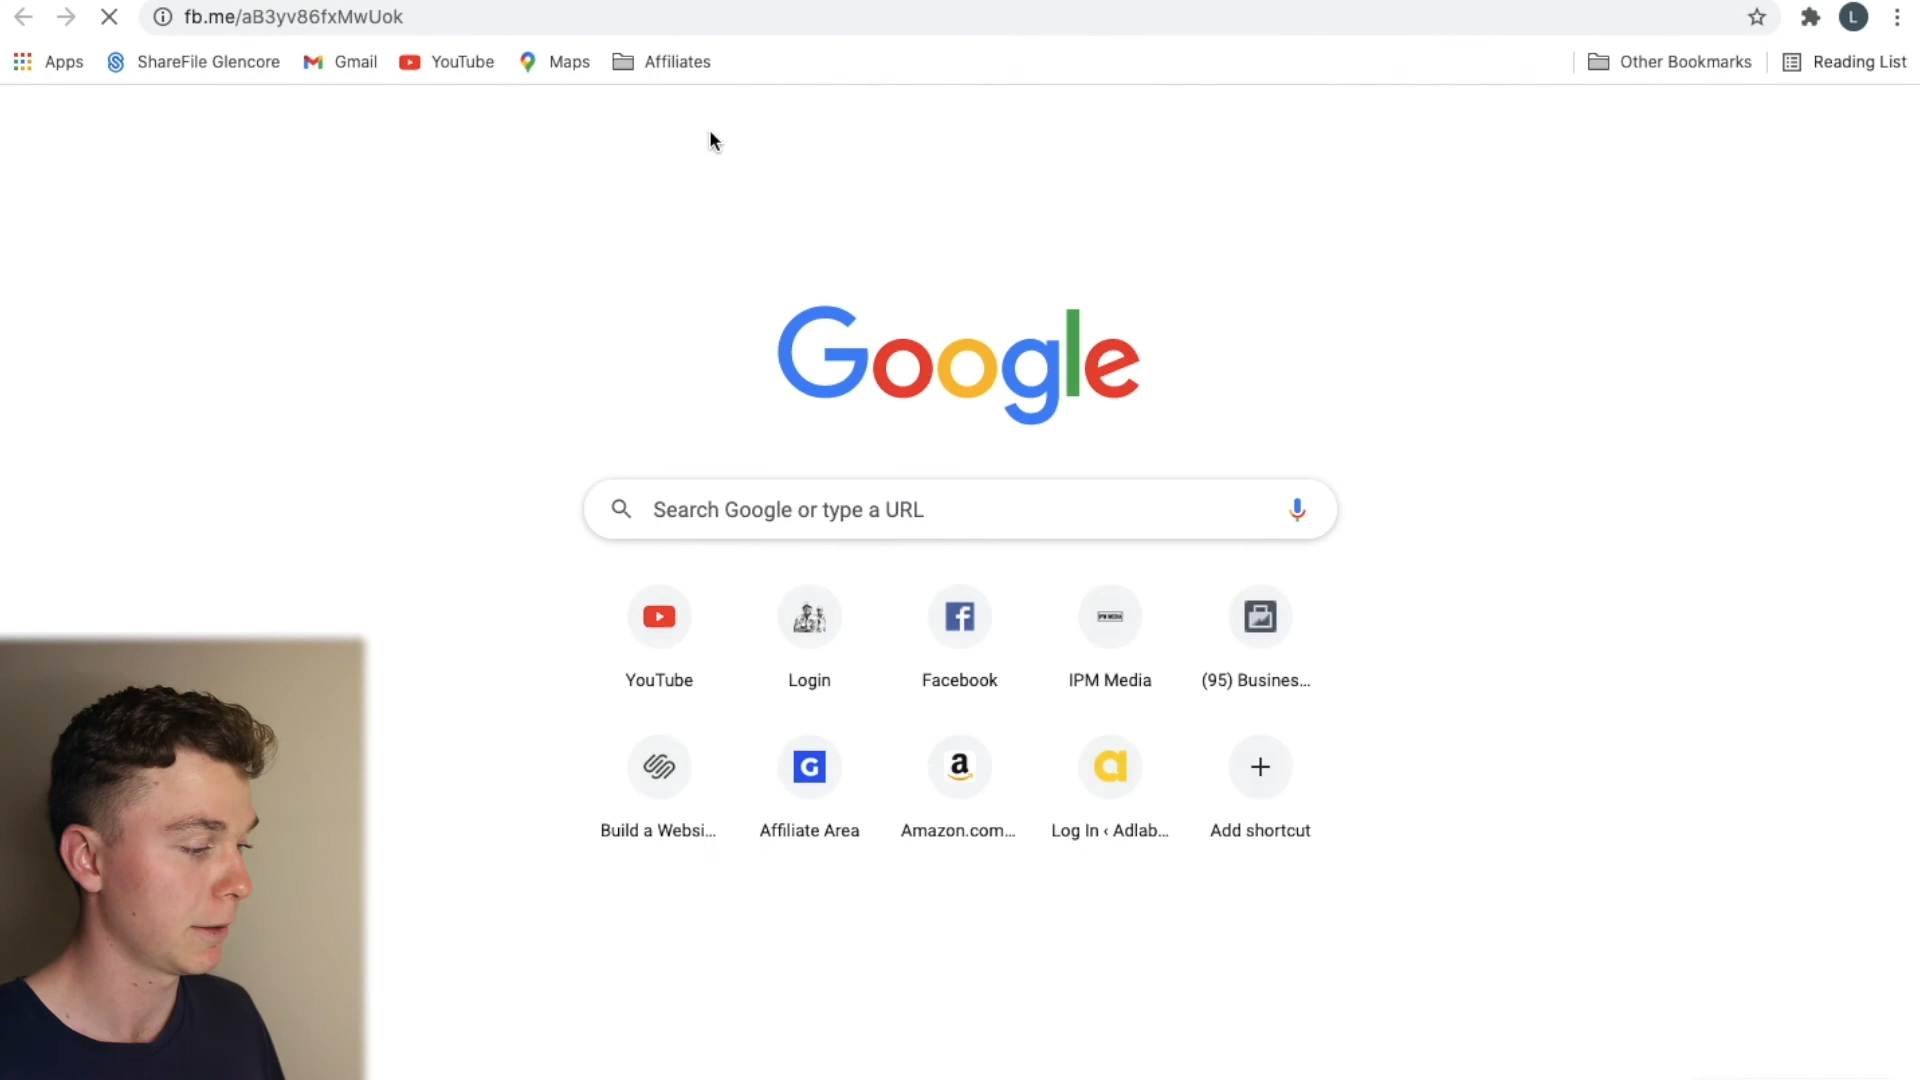 fb.me/aB3yv86fxMwUok
Apps ShareFile Glencore Gmail YouTube Maps Affiliates Other Bookmarks Reading List
Google
Search Google or type a URL
YouTube Login Facebook IPM Media (95) Busines...
Build a Websi... Affiliate Area Amazon.com... Log In ‹ Adlab... Add shortcut
L
IPM MEDIA
f
G
a
a